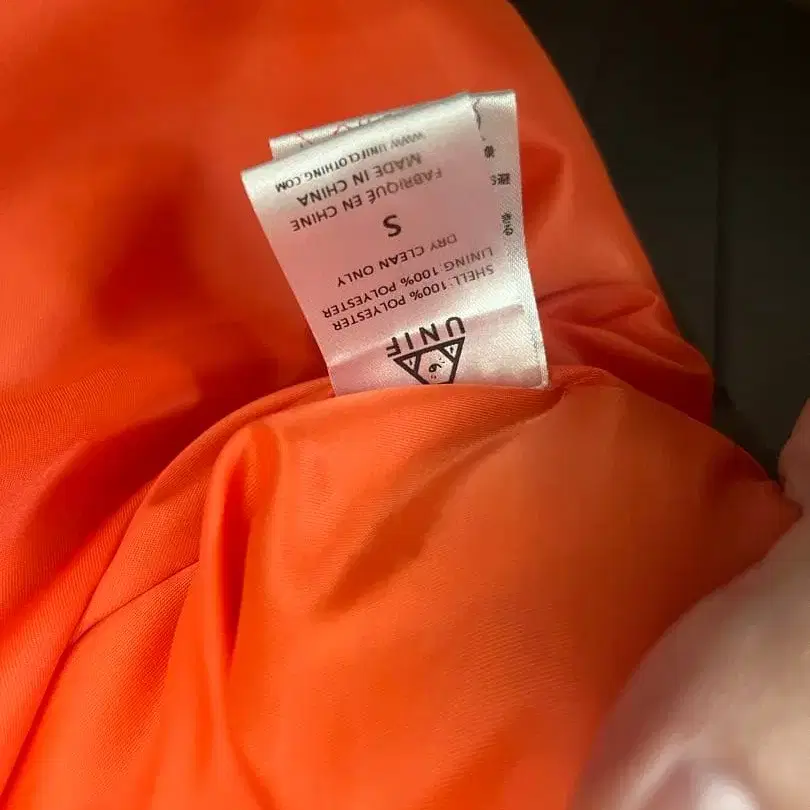 UNIF
SHELL: 100% POLYESTER
LINING: 100% POLYESTER
DRY CLEAN ONLY
S
FABRIQUÉ EN CHINE
MADE IN CHINA
WWW.UNIFCLOTHING.COM